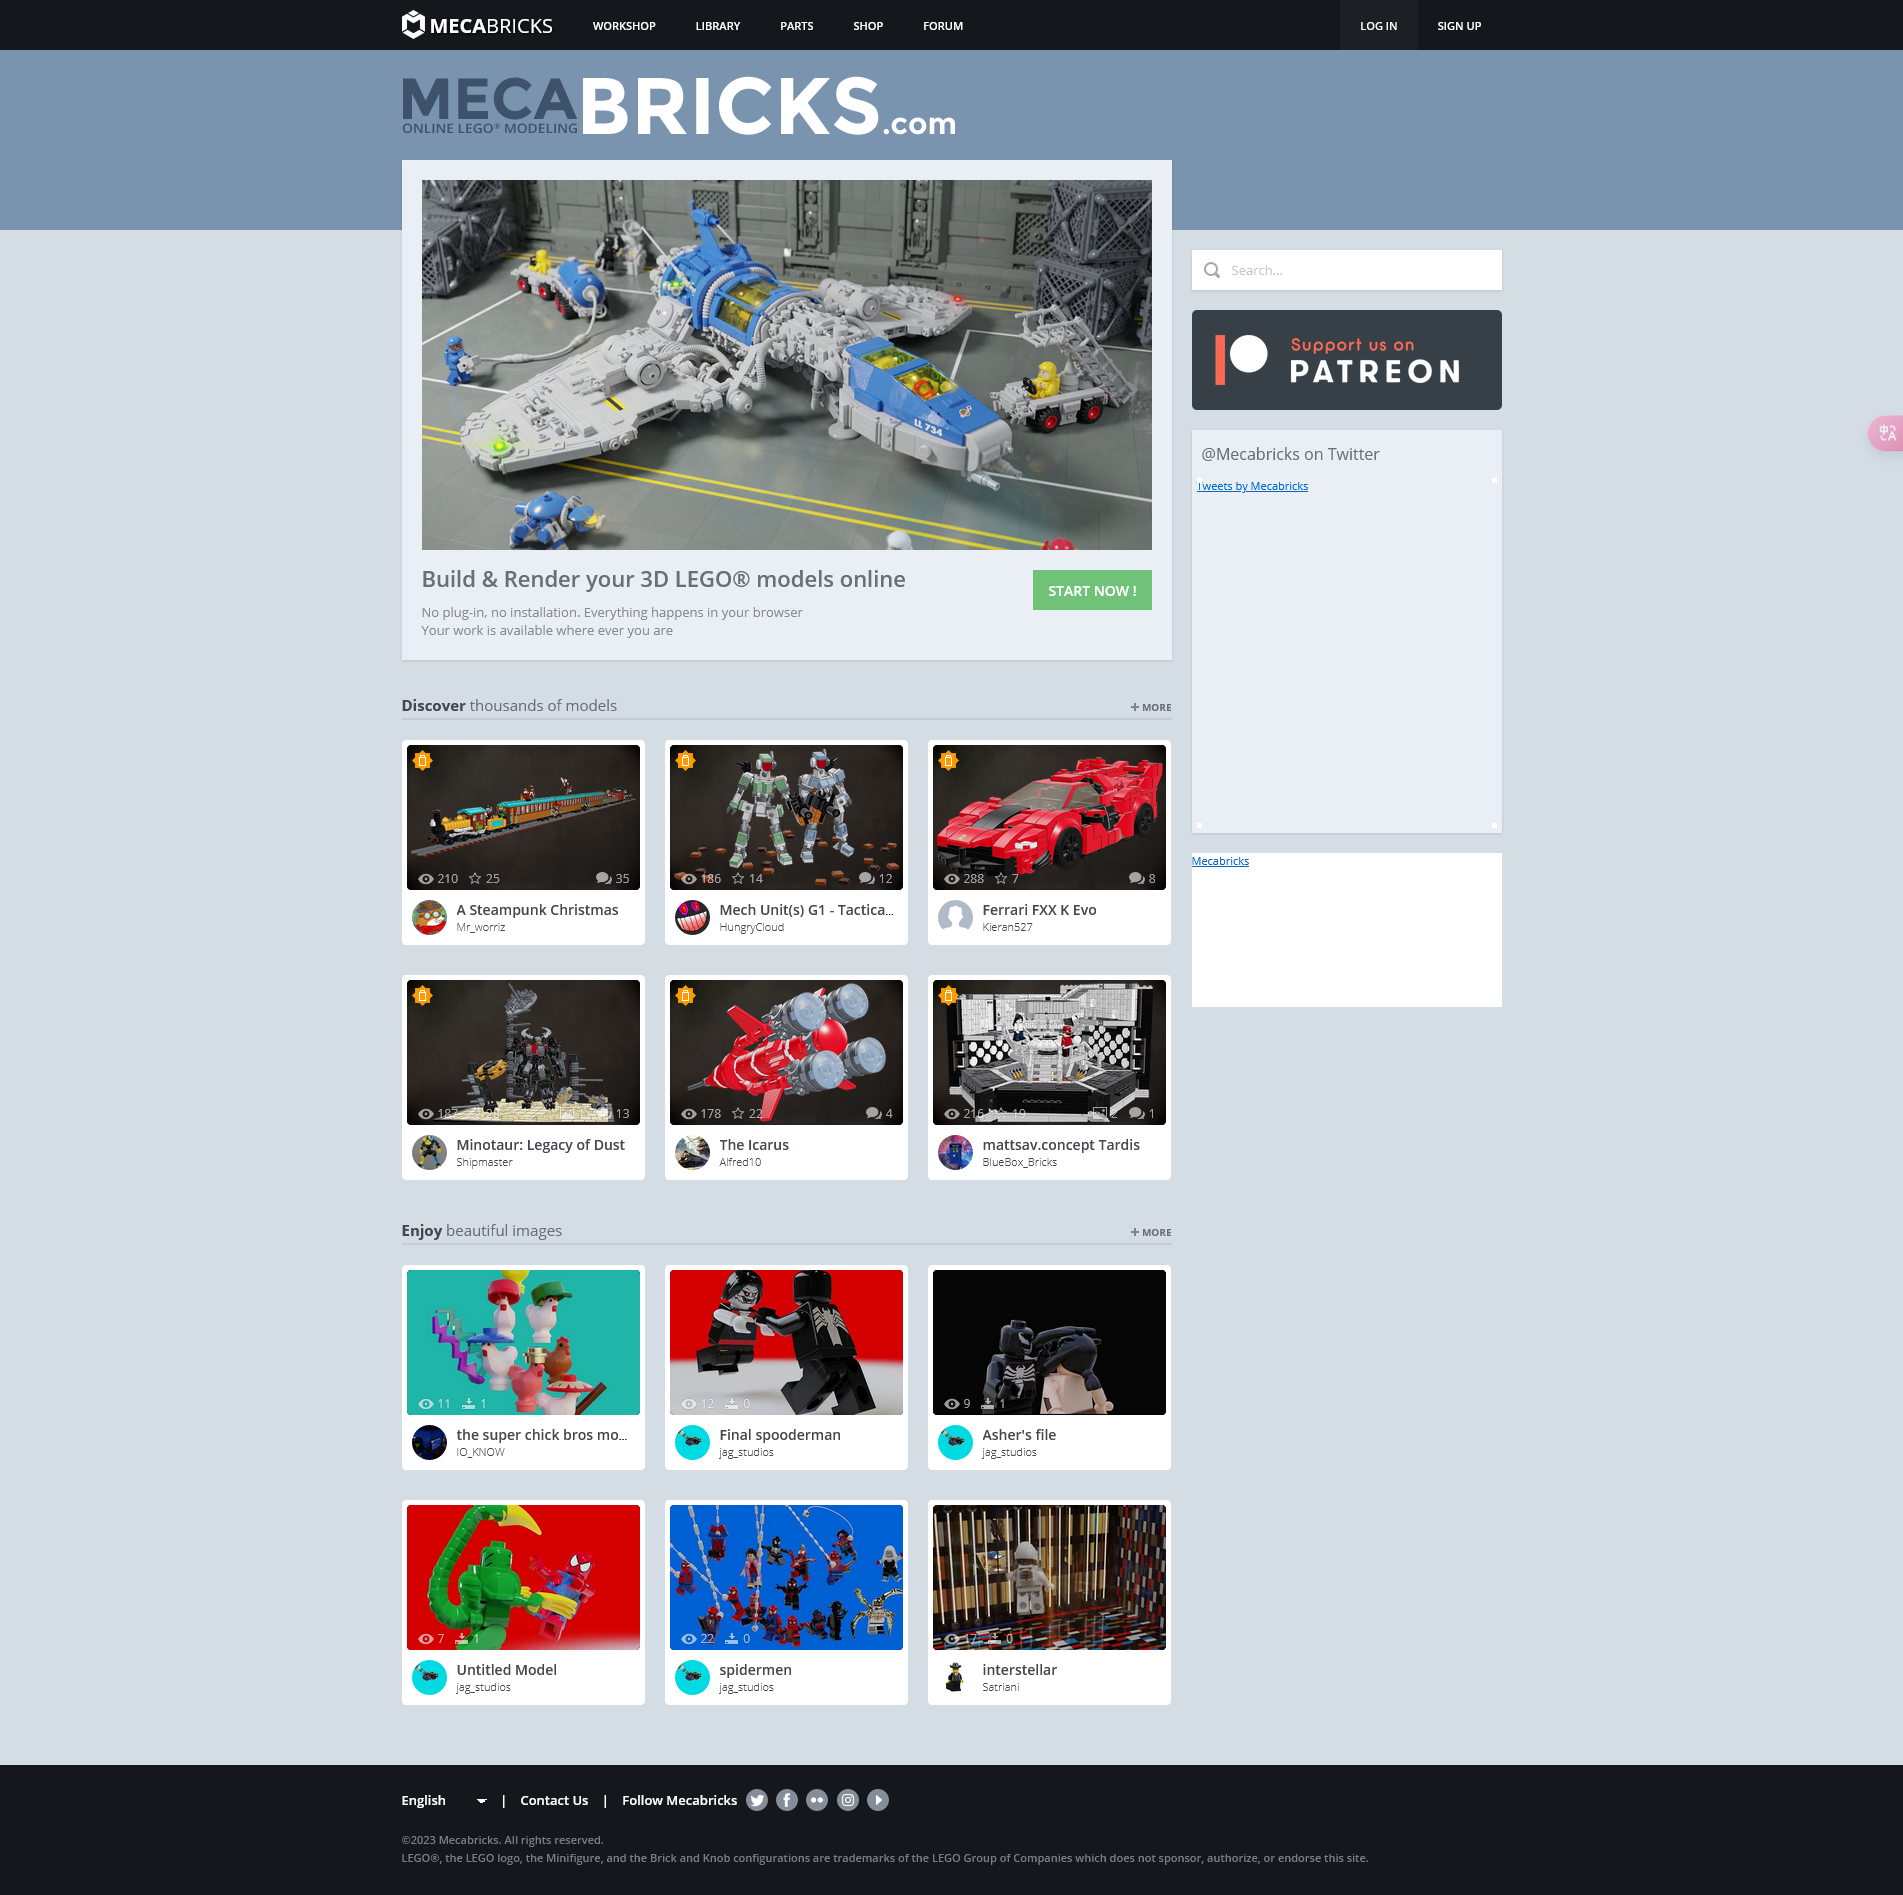 MECABRICKS
WORKSHOP
LIBRARY
PARTS
SHOP
FORUM
LOG IN
SIGN UP
MECABRICKS.com
ONLINE LEGO® MODELING
LL 734
Search...
Support us on
PATREON
@Mecabricks on Twitter
Tweets by Mecabricks
Mecabricks
Build & Render your 3D LEGO® models online
START NOW !
No plug-in, no installation. Everything happens in your browser
Your work is available where ever you are
Discover thousands of models
+ MORE
210 25 35
A Steampunk Christmas
Mr_worriz
186 14 12
Mech Unit(s) G1 - Tactica...
HungryCloud
288 7 8
Ferrari FXX K Evo
Kieran527
187 13
Minotaur: Legacy of Dust
Shipmaster
178 22 4
The Icarus
Alfred10
216 19 2 1
mattsav.concept Tardis
BlueBox_Bricks
Enjoy beautiful images
+ MORE
11 1
the super chick bros mo...
IO_KNOW
12 0
Final spooderman
jag_studios
9 1
Asher's file
jag_studios
7 1
Untitled Model
jag_studios
22 0
spidermen
jag_studios
17 0
interstellar
Satriani
English | Contact Us | Follow Mecabricks
©2023 Mecabricks. All rights reserved.
LEGO®, the LEGO logo, the Minifigure, and the Brick and Knob configurations are trademarks of the LEGO Group of Companies which does not sponsor, authorize, or endorse this site.